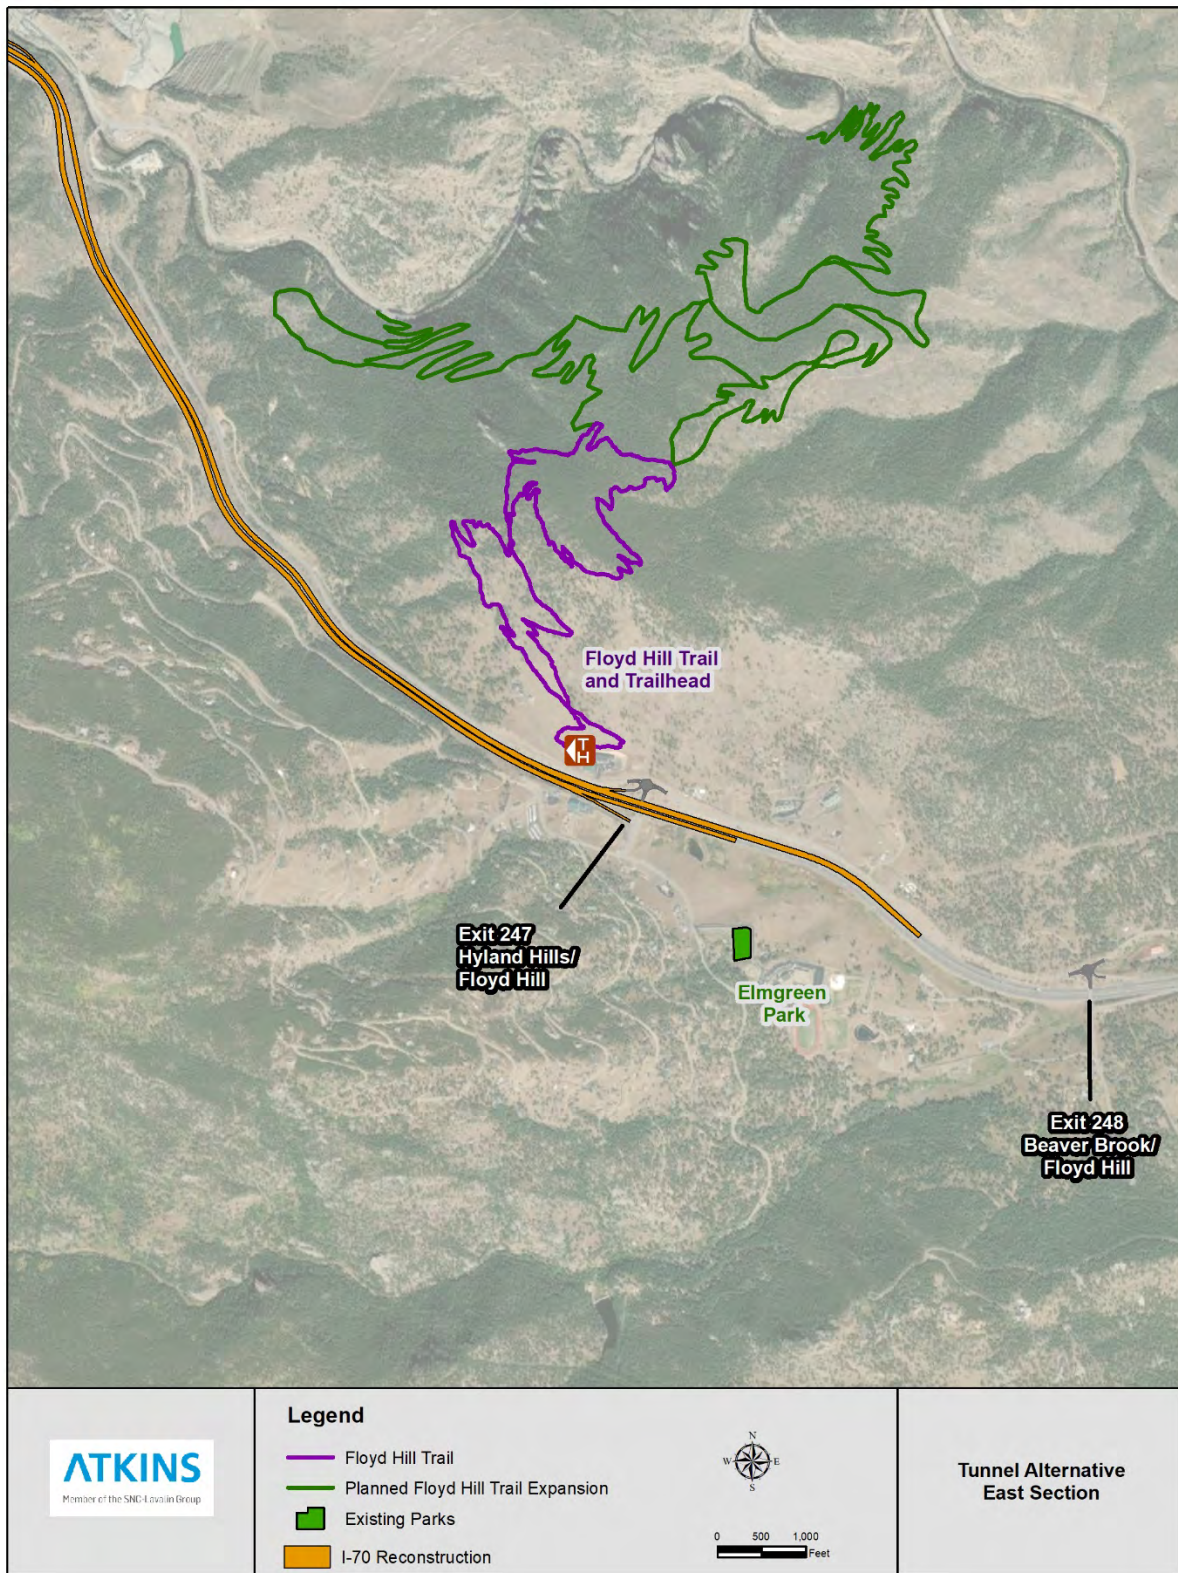 Floyd Hill Trail
and Trailhead
TH
Exit 247
Hyland Hills/
Floyd Hill
Elmgreen
Park
Exit 248
Beaver Brook/
Floyd Hill
ATKINS
Member of the SNC-Lavalin Group
Legend
Floyd Hill Trail
Planned Floyd Hill Trail Expansion
Existing Parks
I-70 Reconstruction
N
W E
S
0 500 1,000
Feet
Tunnel Alternative
East Section